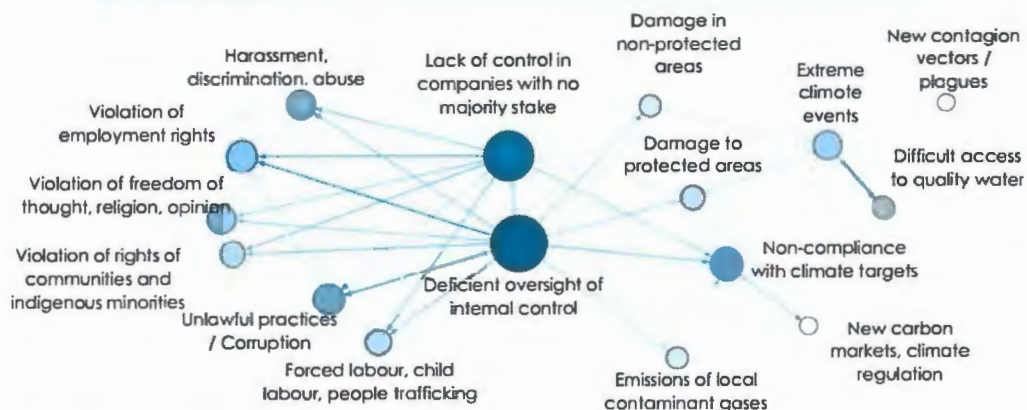 Harassment,
discrimination, abuse
Lack of control in
companies with no
majority stake
Damage in
non-protected
areas
New contagion
vectors /
plagues
Extreme
climate
events
Violation of
employment rights
Damage to
protected areas
Difficult access
to quality water
Violation of freedom of
thought, religion, opinion
Violation of rights of
communities and
indigenous minorities
Non-compliance
with climate targets
Deficient oversight of
internal control
Unlawful practices
/ Corruption
New carbon
markets, climate
regulation
Forced labour, child
labour, people trafficking
Emissions of local
contaminant gases